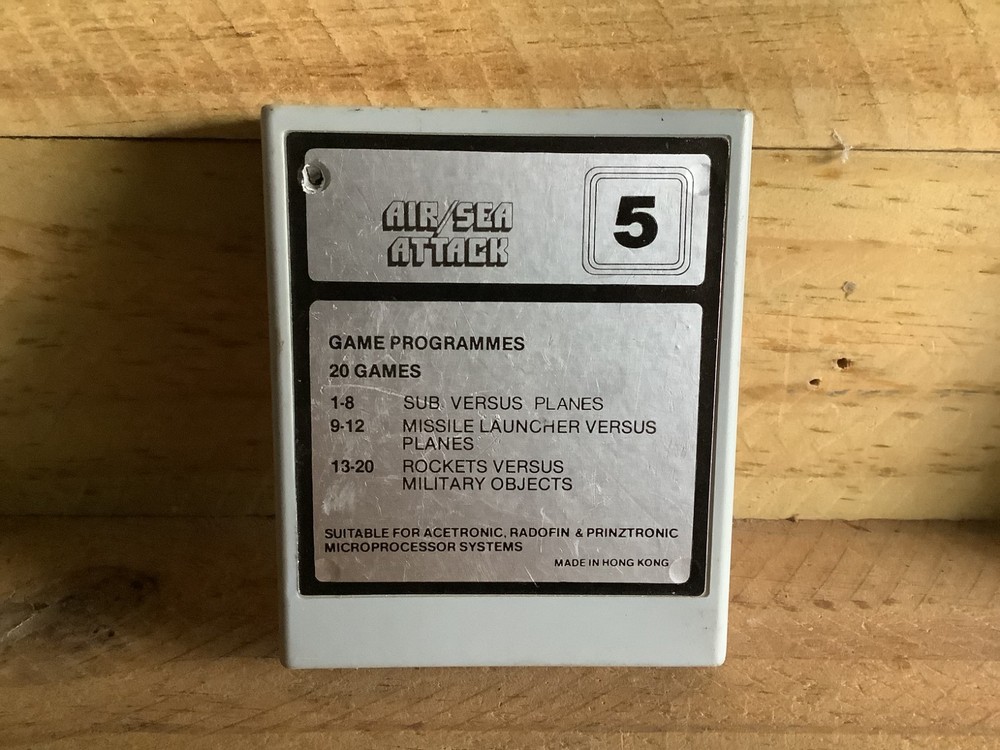 AIR/SEA
ATTACK
5
GAME PROGRAMMES
20 GAMES
1-8 SUB VERSUS PLANES
9-12 MISSILE LAUNCHER VERSUS
PLANES
13-20 ROCKETS VERSUS
MILITARY OBJECTS
SUITABLE FOR ACETRONIC, RADOFIN & PRINZTRONIC
MICROPROCESSOR SYSTEMS
MADE IN HONG KONG